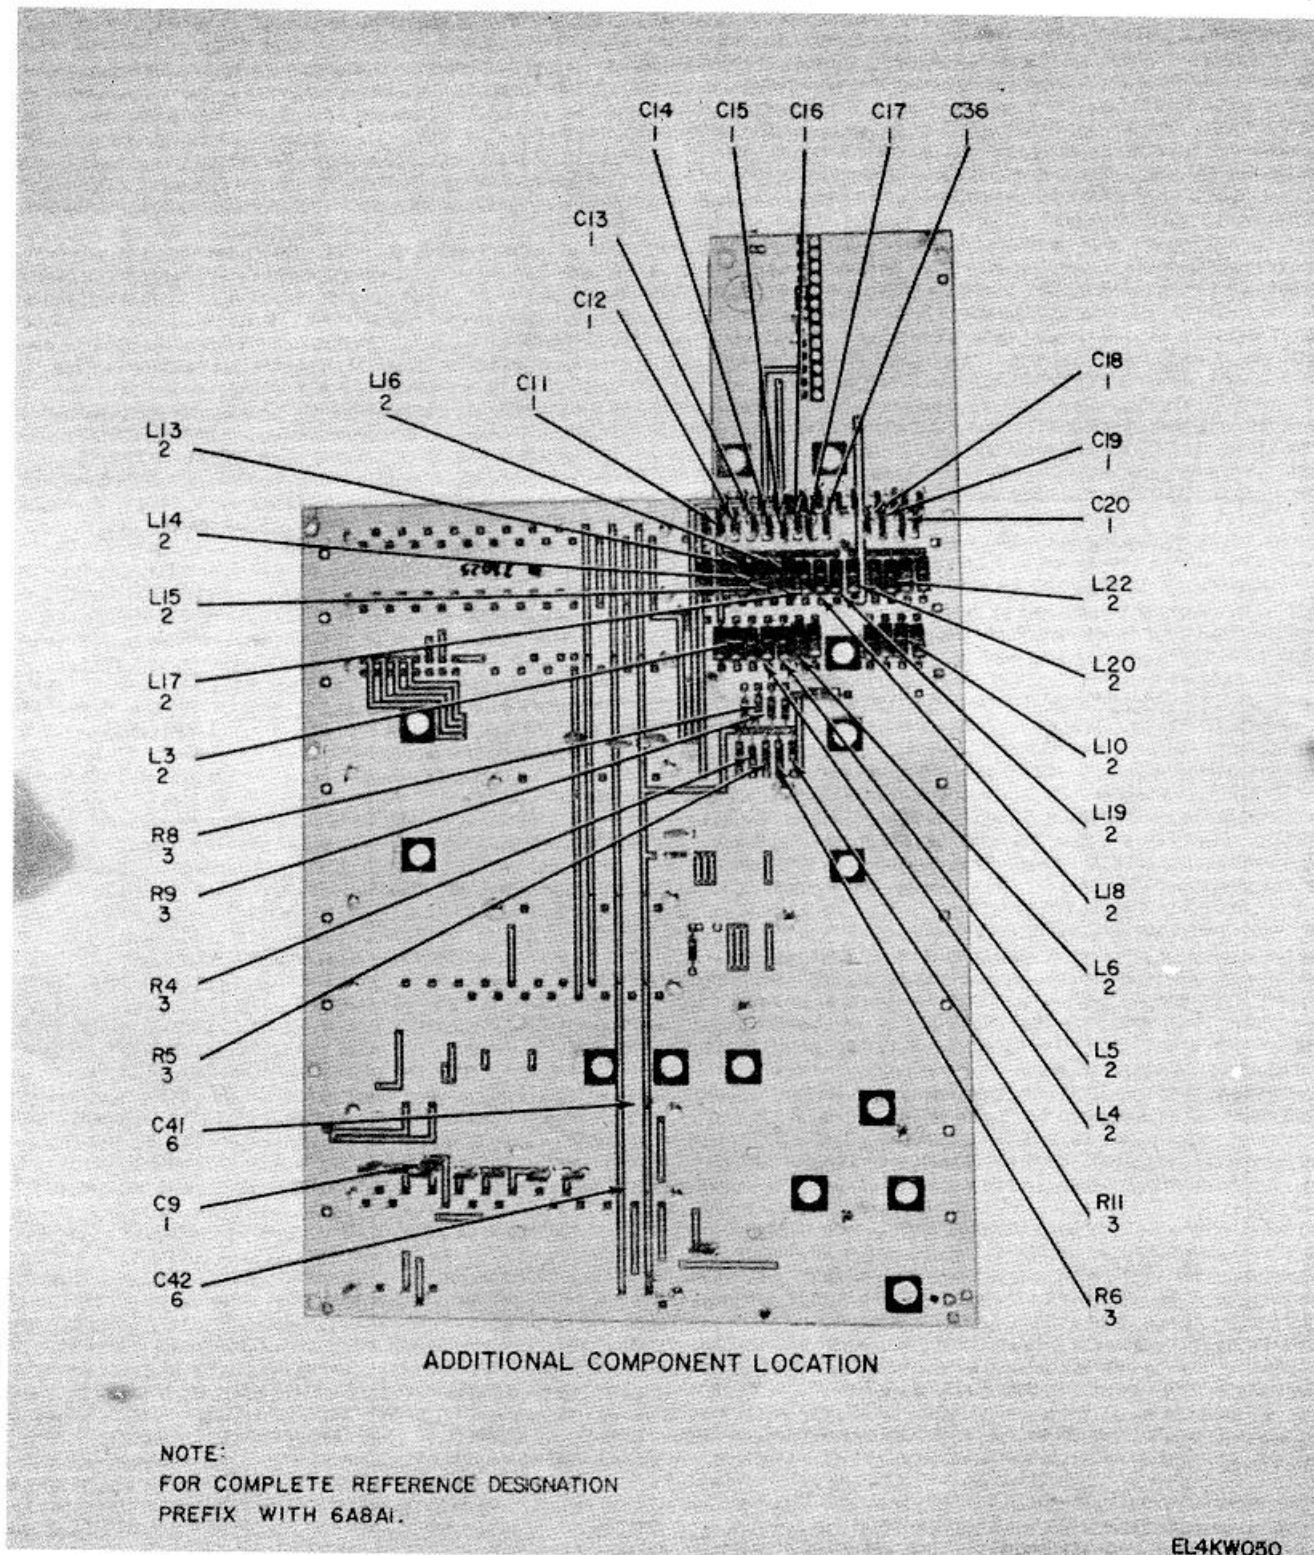 C14 C15 C16 C17 C36
1 1 1 1 1
C13
1
C12
1
L16
2
C11
1
C18
1
L13
2
C19
1
L14
2
C20
1
L15
2
L22
2
L17
2
L20
2
L3
2
L10
2
R8
3
L19
2
R9
3
L18
2
R4
3
L6
2
R5
3
L5
2
C41
6
L4
2
C9
1
R11
3
C42
6
R6
3
ADDITIONAL COMPONENT LOCATION
NOTE:
FOR COMPLETE REFERENCE DESIGNATION
PREFIX WITH 6A8A1.
EL4KW050